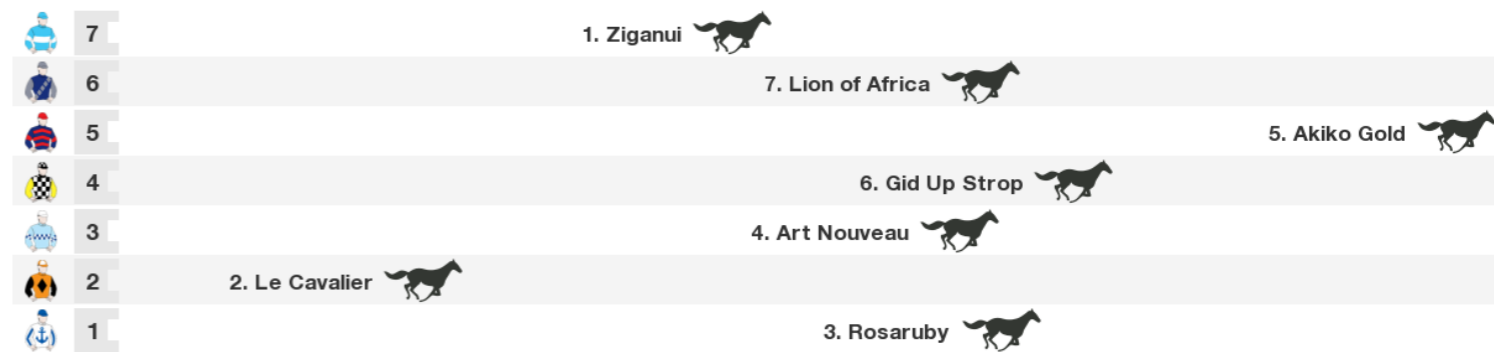 7 1. Ziganui
6 7. Lion of Africa
5 5. Akiko Gold
4 6. Gid Up Strop
3 4. Art Nouveau
2 2. Le Cavalier
1 3. Rosaruby